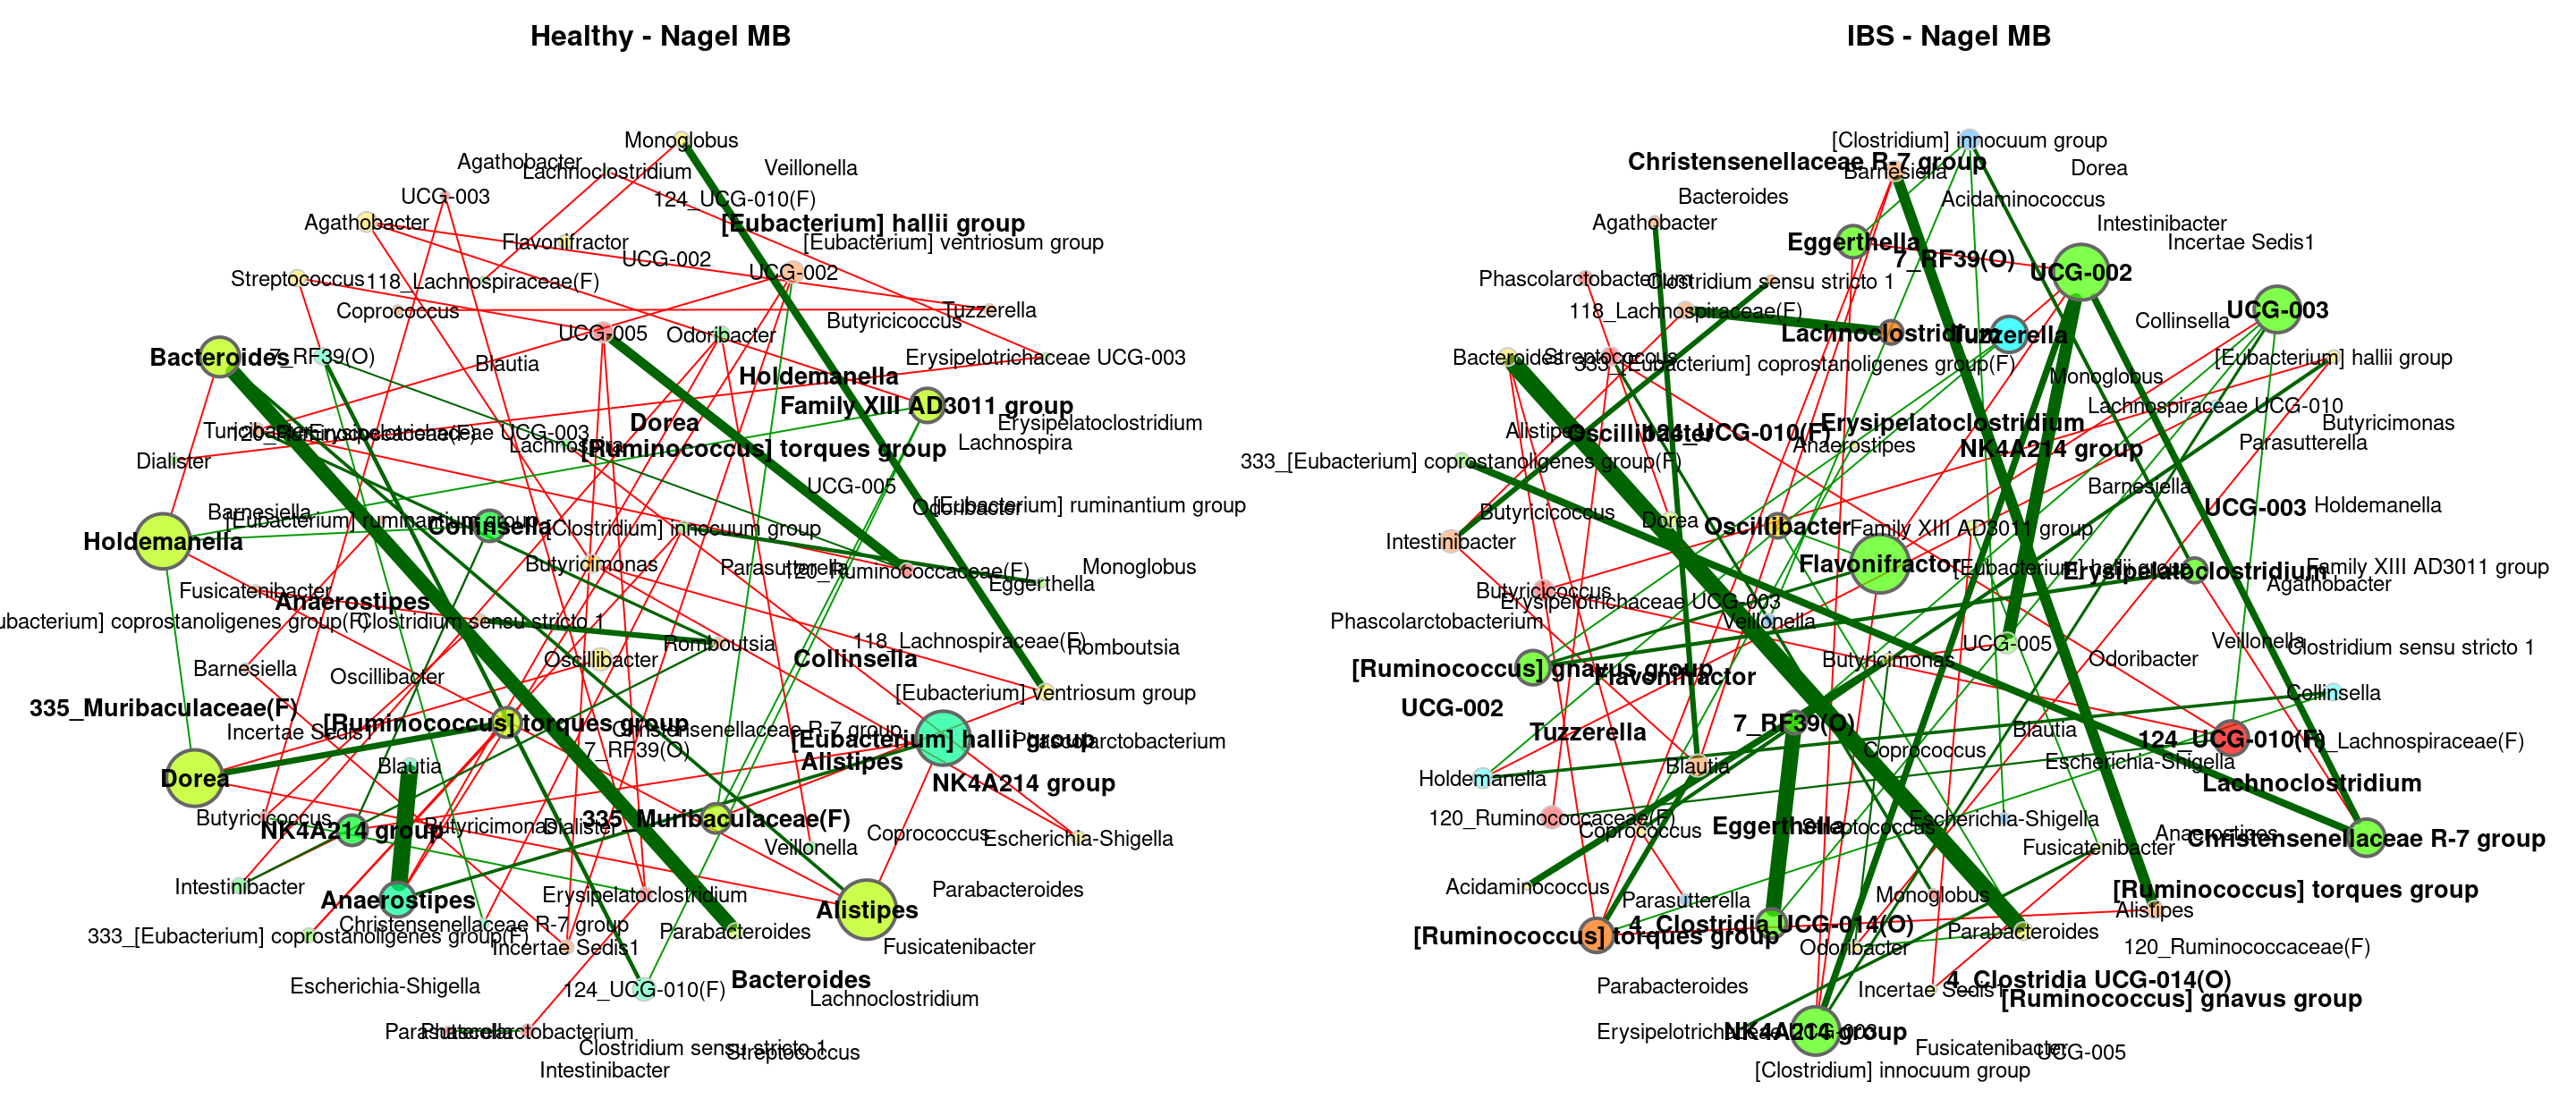 Healthy - Nagel MB
Monoglobus
Agathobacter
Lachnoclostridium
Veillonella
UCG-003
124_UCG-010(F)
Agathobacter
[Eubacterium] hallii group
Flavonifractor
[Eubacterium] ventriosum group
UCG-002
UCG-002
Streptococcus
118_Lachnospiraceae(F)
Coprococcus
Tuzzerella
Butyricicoccus
UCG-005
Odoribacter
Bacteroides
7_RF39(O)
Blautia
Erysipelotrichaceae UCG-003
Holdemanella
Family XIII AD3011 group
Dorea
Erysipelatoclostridium
Turicibacter
120_Ruminococcaceae(F)
Erysipelotrichaceae UCG-003
Lachnospira
[Ruminococcus] torques group
Lachnospira
Dialister
UCG-005
Barnesiella
[Eubacterium] ruminantium group
Odoribacter
[Eubacterium] ruminantium group
Collinsella
[Clostridium] innocuum group
Holdemanella
Butyricimonas
Parasutterella
120_Ruminococcaceae(F)
Monoglobus
Eggerthella
Fusicatenibacter
Anaerostipes
ubacterium] coprostanoligenes group(F)
Clostridium sensu stricto 1
Romboutsia
118_Lachnospiraceae(F)
Romboutsia
Barnesiella
Oscillibacter
Oscillibacter
Collinsella
[Eubacterium] ventriosum group
335_Muribaculaceae(F)
Incertae Sedis1
[Ruminococcus] torques group
Christensenellaceae R-7 group
7_RF39(O)
[Eubacterium] hallii group
Phascolarctobacterium
Alistipes
Dorea
Blautia
NK4A214 group
Butyricicoccus
NK4A214 group
Butyricimonas
Dialister
335_Muribaculaceae(F)
Coprococcus
Escherichia-Shigella
Veillonella
Intestinibacter
Anaerostipes
Erysipelatoclostridium
Parabacteroides
Alistipes
Christensenellaceae R-7 group
333_[Eubacterium] coprostanoligenes group(F)
Incertae Sedis1
Parabacteroides
Fusicatenibacter
Escherichia-Shigella
124_UCG-010(F)
Bacteroides
Lachnoclostridium
Parasutterella
Phascolarctobacterium
Clostridium sensu stricto 1
Streptococcus
Intestinibacter
IBS - Nagel MB
[Clostridium] innocuum group
Christensenellaceae R-7 group
Barnesiella
Dorea
Bacteroides
Acidaminococcus
Agathobacter
Intestinibacter
Eggerthella
Incertae Sedis1
7_RF39(O)
UCG-002
Phascolarctobacterium
Clostridium sensu stricto 1
118_Lachnospiraceae(F)
UCG-003
Collinsella
Lachnoclostridium
Tuzzerella
Bacteroides
Streptococcus
333_[Eubacterium] coprostanoligenes group(F)
[Eubacterium] hallii group
Monoglobus
Lachnospiraceae UCG-010
Alistipes
Oscillibacter
124_UCG-010(F)
Erysipelatoclostridium
Butyricimonas
Anaerostipes
NK4A214 group
Parasutterella
333_[Eubacterium] coprostanoligenes group(F)
Barnesiella
Butyricicoccus
UCG-003
Holdemanella
Dorea
Oscillibacter
Family XIII AD3011 group
Intestinibacter
Flavonifractor
[Eubacterium] hallii group
Erysipelatoclostridium
Family XIII AD3011 group
Agathobacter
Butyricicoccus
Erysipelotrichaceae UCG-003
Phascolarctobacterium
Veillonella
UCG-005
Veillonella
Clostridium sensu stricto 1
[Ruminococcus] gnavus group
Flavonifractor
Butyricimonas
Odoribacter
Collinsella
UCG-002
Tuzzerella
7_RF39(O)
Blautia
124_UCG-010(F)
_Lachnospiraceae(F)
Coprococcus
Escherichia-Shigella
Holdemanella
Blautia
Lachnoclostridium
120_Ruminococcaceae(F)
Coprococcus
Eggerthella
Streptococcus
Escherichia-Shigella
Anaerostipes
Christensenellaceae R-7 group
Fusicatenibacter
Acidaminococcus
Parasutterella
Monoglobus
[Ruminococcus] torques group
Alistipes
4_Clostridia UCG-014(O)
[Ruminococcus] torques group
Odoribacter
Parabacteroides
120_Ruminococcaceae(F)
Parabacteroides
Incertae Sedis1
4_Clostridia UCG-014(O)
[Ruminococcus] gnavus group
Erysipelotrichaceae UCG-003
NK4A214 group
Fusicatenibacter
UCG-005
[Clostridium] innocuum group